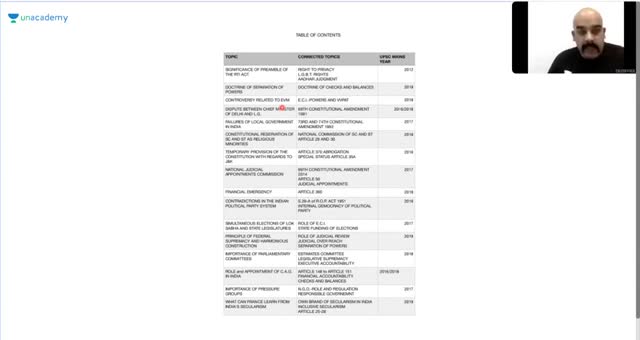 unacademy
TABLE OF CONTENTS
TOPIC CONNECTED TOPICS UPSC MAINS
YEAR
SIGNIFICANCE OF PREAMBLE OF
THE RTI ACT
RIGHT TO PRIVACY
L.G.B.T. RIGHTS
AADHAR JUDGMENT
2012
DOCTRINE OF SEPARATION OF
POWERS
DOCTRINE OF CHECKS AND BALANCES 2019
CONTROVERSY RELATED TO EVM E.C.I.-POWERS AND VVPAT 2018
DISPUTE BETWEEN CHIEF MINISTER
OF DELHI AND L.G.
69TH CONSTITUTIONAL AMENDMENT
1991
2016/2018
FAILURES OF LOCAL GOVERNMENT
IN INDIA
73RD AND 74TH CONSTITUTIONAL
AMENDMENT 1992
2017
CONSTITUTIONAL RESERVATION OF
SC AND ST AS RELIGIOUS
MINORITIES
NATIONAL COMMISSION OF SC AND ST
ARTICLE 29 AND 30
2018
TEMPORARY PROVISION OF THE
CONSTITUTION WITH REGARDS TO
J&K
ARTICLE 370 ABROGATION
SPECIAL STATUS ARTICLE 35A
2016
NATIONAL JUDICIAL
APPOINTMENTS COMMISSION
99TH CONSTITUTIONAL AMENDMENT
2014
ARTICLE 50
JUDICIAL APPOINTMENTS
2017
FINANCIAL EMERGENCY ARTICLE 360 2018
CONTRADICTIONS IN THE INDIAN
POLITICAL PARTY SYSTEM
S.29-A of R.O.P. ACT 1951
INTERNAL DEMOCRACY OF POLITICAL
PARTY
2016
SIMULTANEOUS ELECTIONS OF LOK
SABHA AND STATE LEGISLATURES
ROLE OF E.C.I.
STATE FUNDING OF ELECTIONS
2017
PRINCIPLE OF FEDERAL
SUPREMACY AND HARMONIOUS
CONSTRUCTION
ROLE OF JUDICIAL REVIEW
JUDICIAL OVER REACH
SEPARATION OF POWERS
2019
IMPORTANCE OF PARLIAMENTARY
COMMITTEES
ESTIMATES COMMITTEE
LEGISLATIVE SUPREMACY
EXECUTIVE ACCOUNTABILITY
2018
ROLE and APPOINTMENT OF C.A.G.
IN INDIA
ARTICLE 148 to ARTICLE 151
FINANCIAL ACCOUNTABILITY
CHECKS AND BALANCES
2016/2018
IMPORTANCE OF PRESSURE
GROUPS
N.G.O.-ROLE AND REGULATION
RESPONSIBLE GOVERNMENT
2017
WHAT CAN FRANCE LEARN FROM
INDIA'S SECULARISM
OWN BRAND OF SECULARISM IN INDIA
INCLUSIVE SECULARISM
ARTICLE 25-28
2019